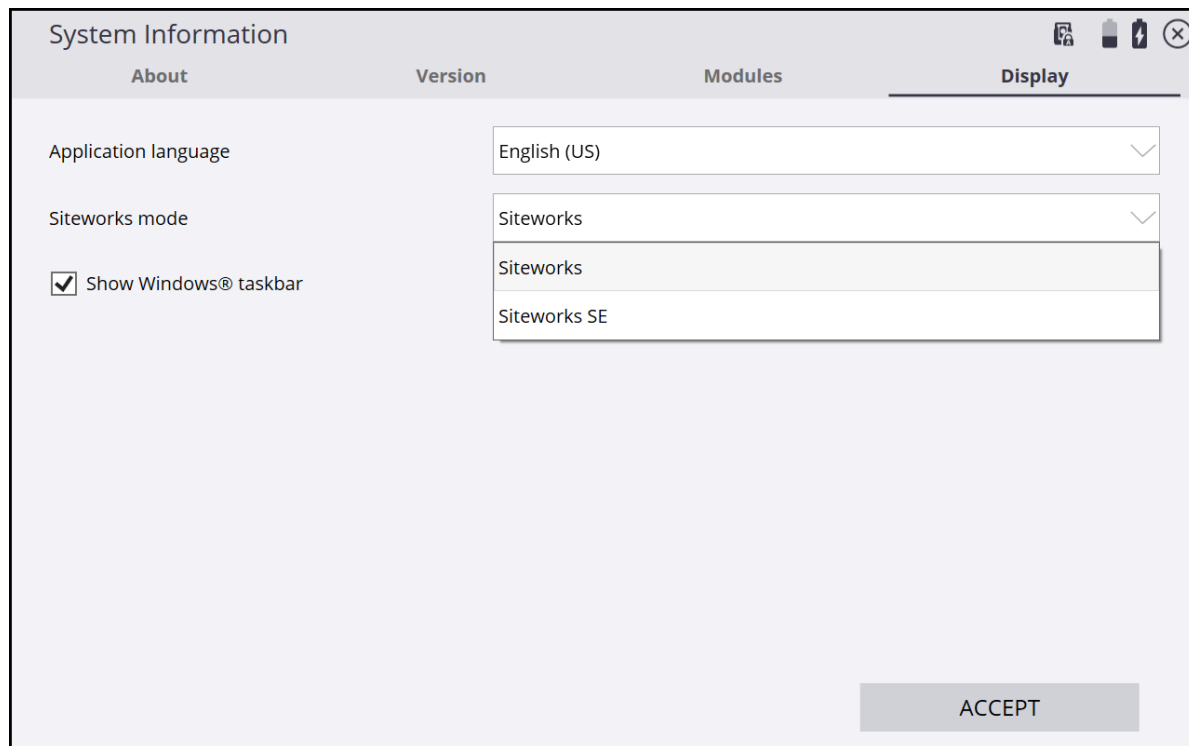 System Information
About Version Modules Display
Application language English (US)
Siteworks mode Siteworks
Siteworks
Show Windows® taskbar
Siteworks SE
ACCEPT